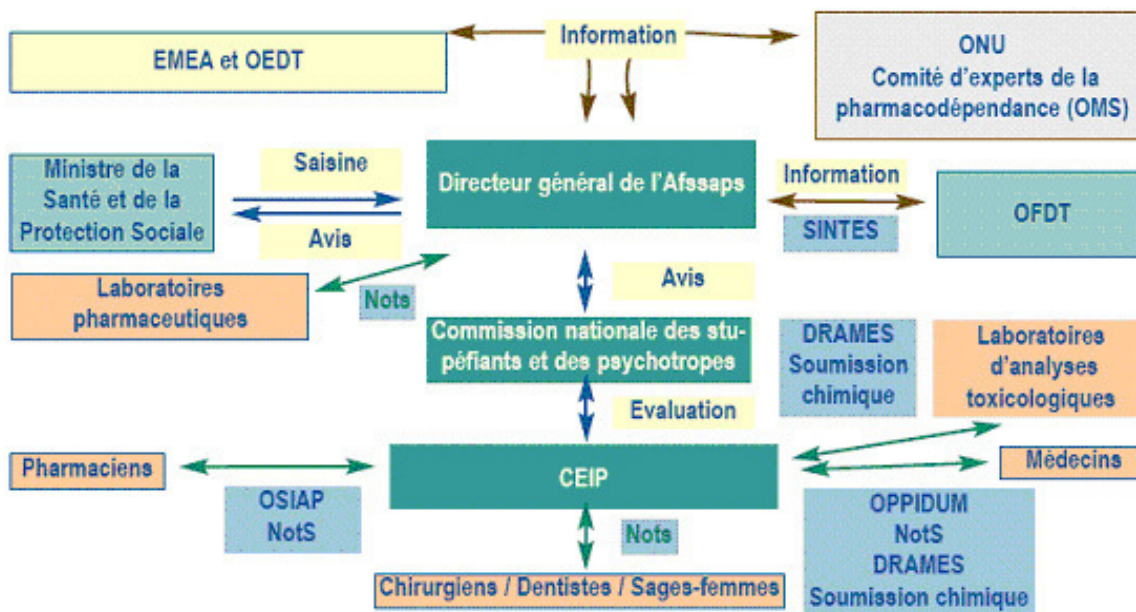 EMEA et OEDT
Information
ONU
Comité d'experts de la
pharmacodépendance (OMS)
Ministre de la
Santé et de la
Protection Sociale
Saisine
Avis
Directeur général de l'Afssaps
Information
SINTES
OFDT
Laboratoires
pharmaceutiques
Nots
Avis
Commission nationale des stu-
péfiants et des psychotropes
DRAMES
Soumission
chimique
Laboratoires
d'analyses
toxicologiques
Evaluation
Pharmaciens
OSIAP
NotS
CEIP
Médecins
Nots
OPPIDUM
NotS
DRAMES
Soumission chimique
Chirurgiens / Dentistes / Sages-femmes